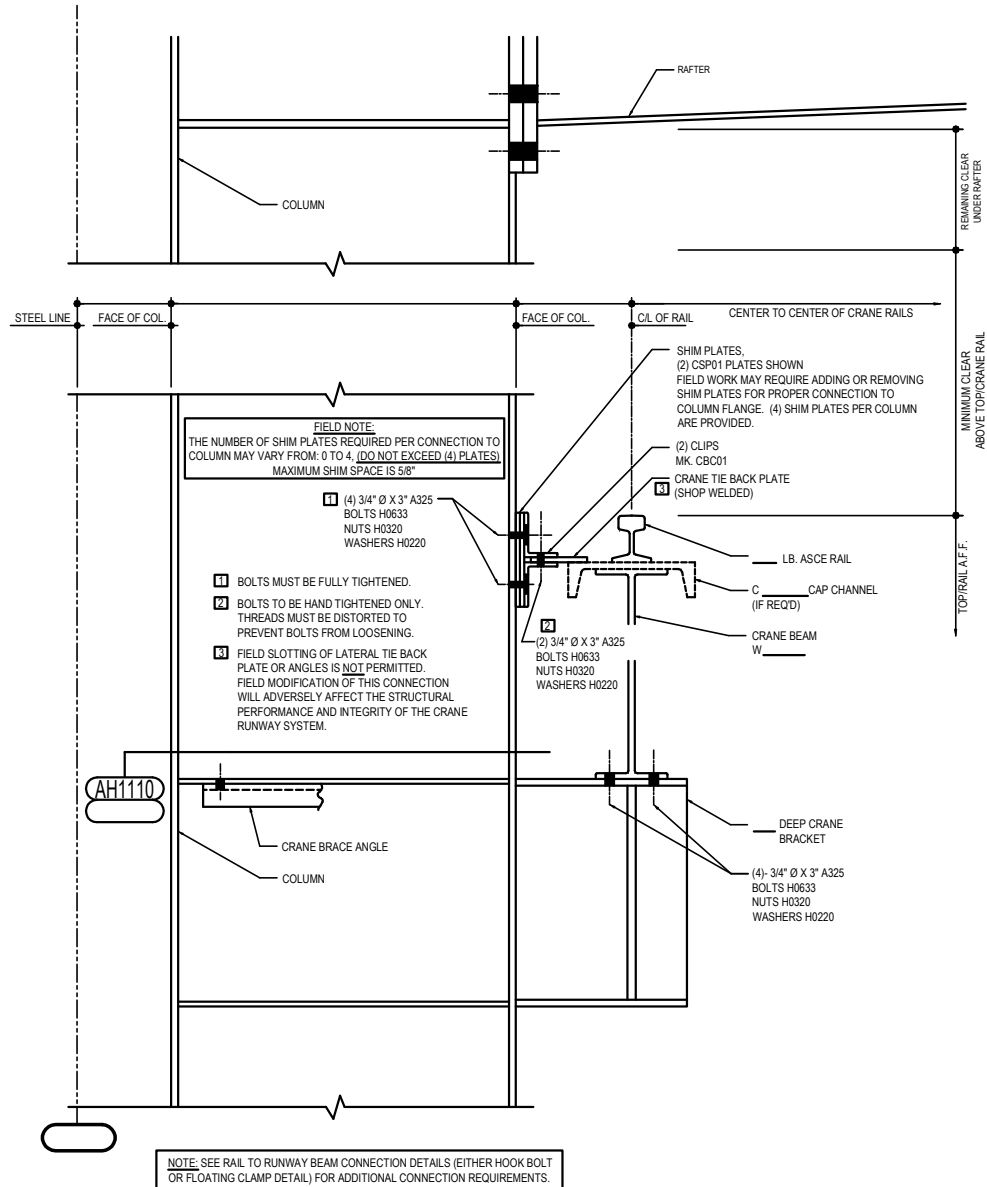 RAFTER
COLUMN
REMAINING CLEAR
UNDER RAFTER
STEEL LINE
FACE OF COL.
FACE OF COL.
C/L OF RAIL
CENTER TO CENTER OF CRANE RAILS
MINIMUM CLEAR
ABOVE TOP/CRANE RAIL
SHIM PLATES,
(2) CSP01 PLATES SHOWN
FIELD WORK MAY REQUIRE ADDING OR REMOVING
SHIM PLATES FOR PROPER CONNECTION TO
COLUMN FLANGE. (4) SHIM PLATES PER COLUMN
ARE PROVIDED.
FIELD NOTE:
THE NUMBER OF SHIM PLATES REQUIRED PER CONNECTION TO
COLUMN MAY VARY FROM: 0 TO 4, (DO NOT EXCEED (4) PLATES)
MAXIMUM SHIM SPACE IS 5/8"
(2) CLIPS
MK. CBC01
CRANE TIE BACK PLATE
3 (SHOP WELDED)
1 (4) 3/4" Ø X 3" A325
BOLTS H0633
NUTS H0320
WASHERS H0220
___ LB. ASCE RAIL
TOP/RAIL A.F.F.
C ______ CAP CHANNEL
(IF REQ'D)
1 BOLTS MUST BE FULLY TIGHTENED.
2 BOLTS TO BE HAND TIGHTENED ONLY.
THREADS MUST BE DISTORTED TO
PREVENT BOLTS FROM LOOSENING.
3 FIELD SLOTTING OF LATERAL TIE BACK
PLATE OR ANGLES IS NOT PERMITTED.
FIELD MODIFICATION OF THIS CONNECTION
WILL ADVERSELY AFFECT THE STRUCTURAL
PERFORMANCE AND INTEGRITY OF THE CRANE
RUNWAY SYSTEM.
2
(2) 3/4" Ø X 3" A325
BOLTS H0633
NUTS H0320
WASHERS H0220
CRANE BEAM
W______
AH1110
CRANE BRACE ANGLE
COLUMN
___ DEEP CRANE
BRACKET
(4)- 3/4" Ø X 3" A325
BOLTS H0633
NUTS H0320
WASHERS H0220
NOTE: SEE RAIL TO RUNWAY BEAM CONNECTION DETAILS (EITHER HOOK BOLT
OR FLOATING CLAMP DETAIL) FOR ADDITIONAL CONNECTION REQUIREMENTS.